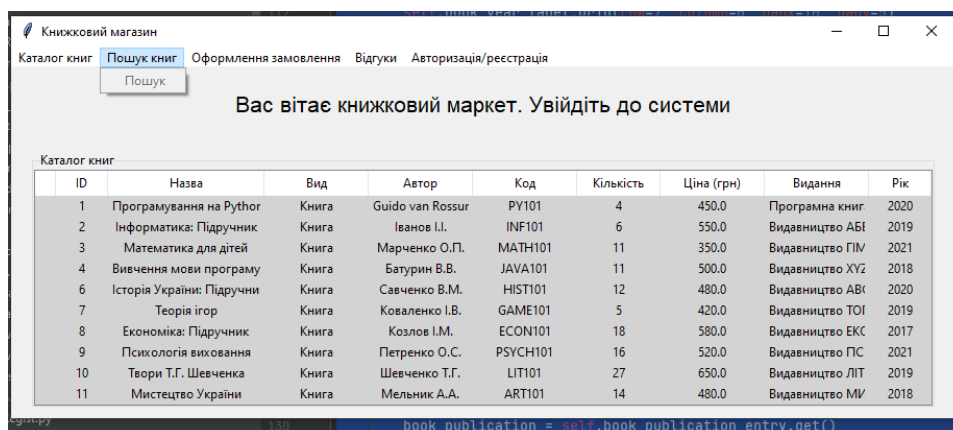 Книжковий магазин
Каталог книг Пошук книг Оформлення замовлення Відгуки Авторизація/реєстрація
Пошук
Вас вітає книжковий маркет. Увійдіть до системи
Каталог книг
ID Назва Вид Автор Код Кількість Ціна (грн) Видання Рік
1 Програмування на Python Книга Guido van Rossur PY101 4 450.0 Програмна книг 2020
2 Інформатика: Підручник Книга Іванов І.І. INF101 6 550.0 Видавництво АБІ 2019
3 Математика для дітей Книга Марченко О.П. MATH101 11 350.0 Видавництво ПІМ 2021
4 Вивчення мови програму Книга Батурин В.В. JAVA101 11 500.0 Видавництво XYZ 2018
6 Історія України: Підручни Книга Савченко В.М. HIST101 12 480.0 Видавництво АВ 2020
7 Теорія ігор Книга Коваленко І.В. GAME101 5 420.0 Видавництво 2019
8 Економіка: Підручник Книга Козлов І.М. ECON101 18 580.0 Видавництво ЕК 2017
9 Психологія виховання Книга Петренко О.С. PSYCH101 16 520.0 Видавництво ПС 2021
10 Твори Т.Г. Шевченка Книга Шевченко Т.Г. LIT101 27 650.0 Видавництво ЛІТ 2019
11 Мистецтво України Книга Мельник А.А. ART101 14 480.0 Видавництво 2018
130 book_publication = self.book_publication_entry.get()